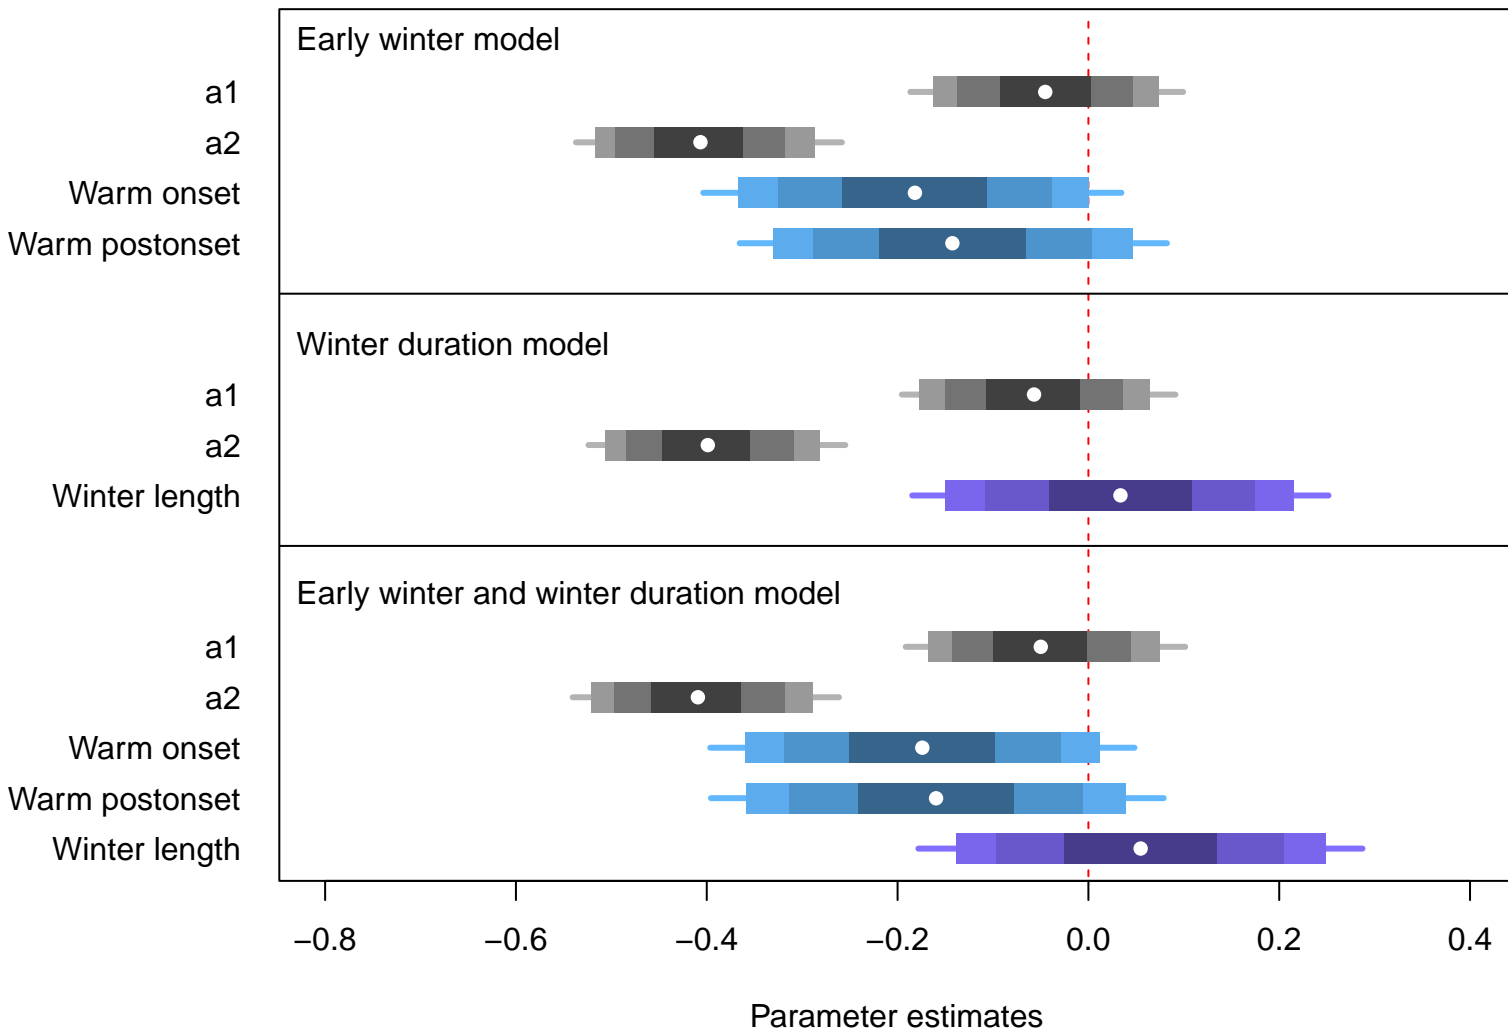 Early winter model
a1
a2
Warm onset
Warm postonset
Winter duration model
a1
a2
Winter length
Early winter and winter duration model
a1
a2
Warm onset
Warm postonset
Winter length
−0.8 −0.6 −0.4 −0.2 0.0 0.2 0.4
Parameter estimates